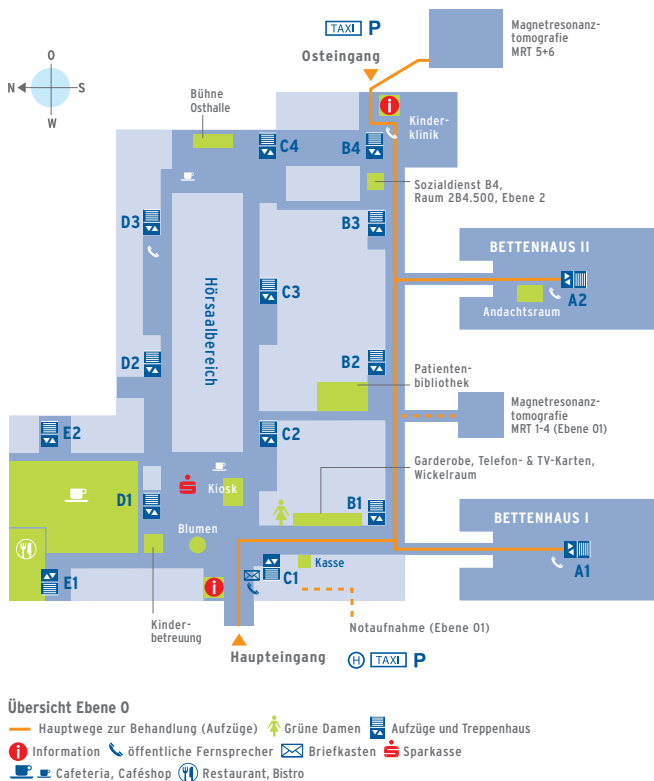 TAXI P
Osteingang
Magnetresonanz-
tomografie
MRT 5+6
O
N
S
W
Bühne
Osthalle
i
Kinder-
klinik
C4
B4
Sozialdienst B4,
Raum 2B4.500, Ebene 2
D3
B3
BETTENHAUS II
Hörsaalbereich
C3
A2
Andachtsraum
D2
B2
Patienten-
bibliothek
Magnetresonanz-
tomografie
MRT 1-4 (Ebene 01)
E2
C2
Garderobe, Telefon- & TV-Karten,
Wickelraum
Kiosk
D1
B1
BETTENHAUS I
Blumen
Kasse
E1
i
C1
A1
Kinder-
betreuung
Notaufnahme (Ebene 01)
Haupteingang
H TAXI P
Übersicht Ebene 0
Hauptwege zur Behandlung (Aufzüge) Grüne Damen Aufzüge und Treppenhaus
i Information öffentliche Fernsprecher Briefkasten Sparkasse
Cafeteria, Caféshop Restaurant, Bistro